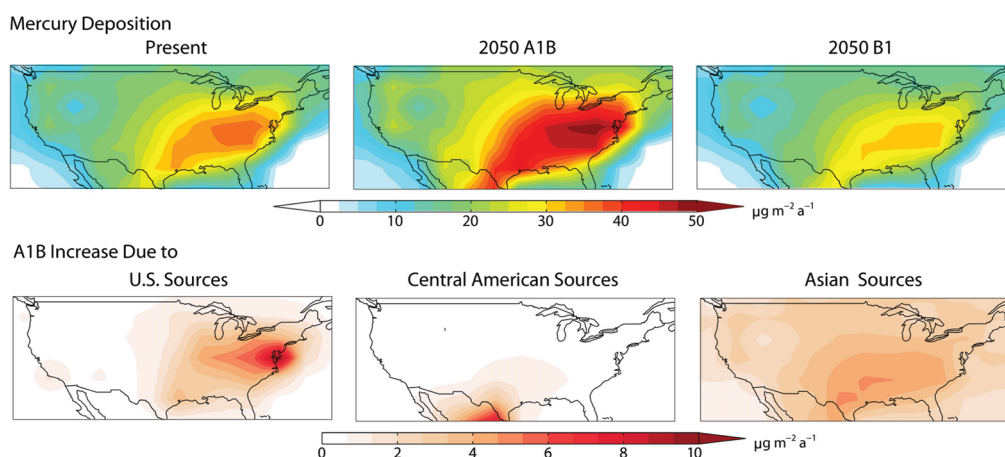 Mercury Deposition
Present
2050 A1B
2050 B1
0 10 20 30 40 50 μg m⁻² a⁻¹
A1B Increase Due to
U.S. Sources
Central American Sources
Asian Sources
0 2 4 6 8 10 μg m⁻² a⁻¹